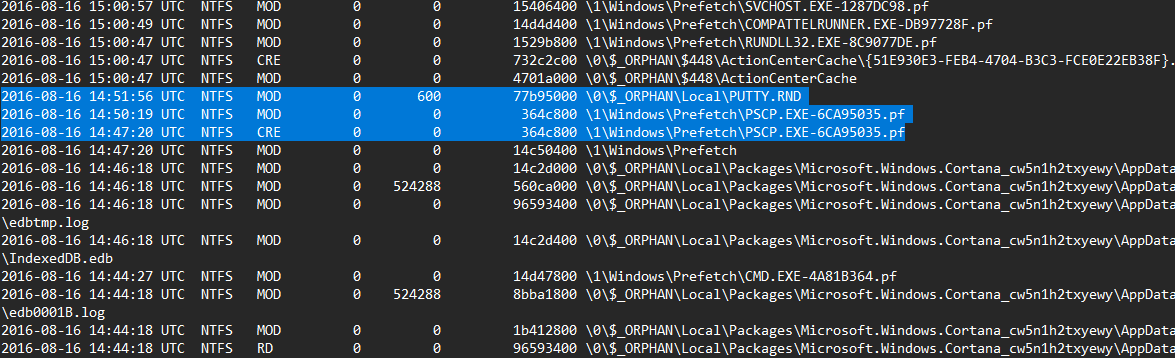 2016-08-16 15:00:57 UTC NTFS MOD 0 0 15406400 \1\Windows\Prefetch\SVCHOST.EXE-1287DC98.pf
2016-08-16 15:00:49 UTC NTFS MOD 0 0 14d4d400 \1\Windows\Prefetch\COMPATTELRUNNER.EXE-DB97728F.pf
2016-08-16 15:00:47 UTC NTFS MOD 0 0 1529b800 \1\Windows\Prefetch\RUNDLL32.EXE-8C9077DE.pf
2016-08-16 15:00:47 UTC NTFS CRE 0 0 732c2c00 \0\$_ORPHAN\$448\ActionCenterCache\{51E930E3-FEB4-4704-B3C3-FCE0E22EB38F}.
2016-08-16 15:00:47 UTC NTFS MOD 0 0 4701a000 \0\$_ORPHAN\$448\ActionCenterCache
2016-08-16 14:51:56 UTC NTFS MOD 0 600 77b95000 \0\$_ORPHAN\Local\PUTTY.RND
2016-08-16 14:50:19 UTC NTFS MOD 0 0 364c800 \1\Windows\Prefetch\PSCP.EXE-6CA95035.pf
2016-08-16 14:47:20 UTC NTFS CRE 0 0 364c800 \1\Windows\Prefetch\PSCP.EXE-6CA95035.pf
2016-08-16 14:47:20 UTC NTFS MOD 0 0 14c50400 \1\Windows\Prefetch
2016-08-16 14:46:18 UTC NTFS MOD 0 0 14c2d000 \0\$_ORPHAN\Local\Packages\Microsoft.Windows.Cortana_cw5n1h2txyewy\AppData
2016-08-16 14:46:18 UTC NTFS MOD 0 524288 560ca000 \0\$_ORPHAN\Local\Packages\Microsoft.Windows.Cortana_cw5n1h2txyewy\AppData
2016-08-16 14:46:18 UTC NTFS MOD 0 0 96593400 \0\$_ORPHAN\Local\Packages\Microsoft.Windows.Cortana_cw5n1h2txyewy\AppData
\edbtmp.log
2016-08-16 14:46:18 UTC NTFS MOD 0 0 14c2d400 \0\$_ORPHAN\Local\Packages\Microsoft.Windows.Cortana_cw5n1h2txyewy\AppData
\IndexedDB.edb
2016-08-16 14:44:27 UTC NTFS MOD 0 0 14d47800 \1\Windows\Prefetch\CMD.EXE-4A81B364.pf
2016-08-16 14:44:18 UTC NTFS MOD 0 524288 8bba1800 \0\$_ORPHAN\Local\Packages\Microsoft.Windows.Cortana_cw5n1h2txyewy\AppData
\edb0001B.log
2016-08-16 14:44:18 UTC NTFS MOD 0 0 1b412800 \0\$_ORPHAN\Local\Packages\Microsoft.Windows.Cortana_cw5n1h2txyewy\AppData
2016-08-16 14:44:18 UTC NTFS RD 0 0 96593400 \0\$_ORPHAN\Local\Packages\Microsoft.Windows.Cortana_cw5n1h2txyewy\AppData